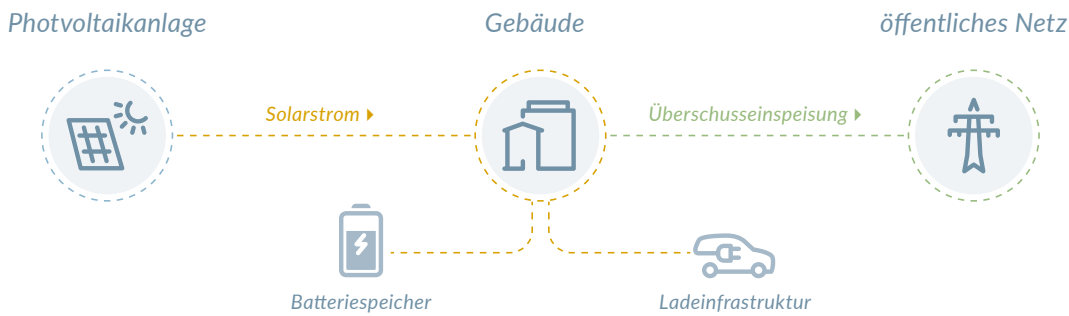 Photvoltaikanlage
Gebäude
öffentliches Netz
Solarstrom
Überschusseinspeisung
Batteriespeicher
Ladeinfrastruktur